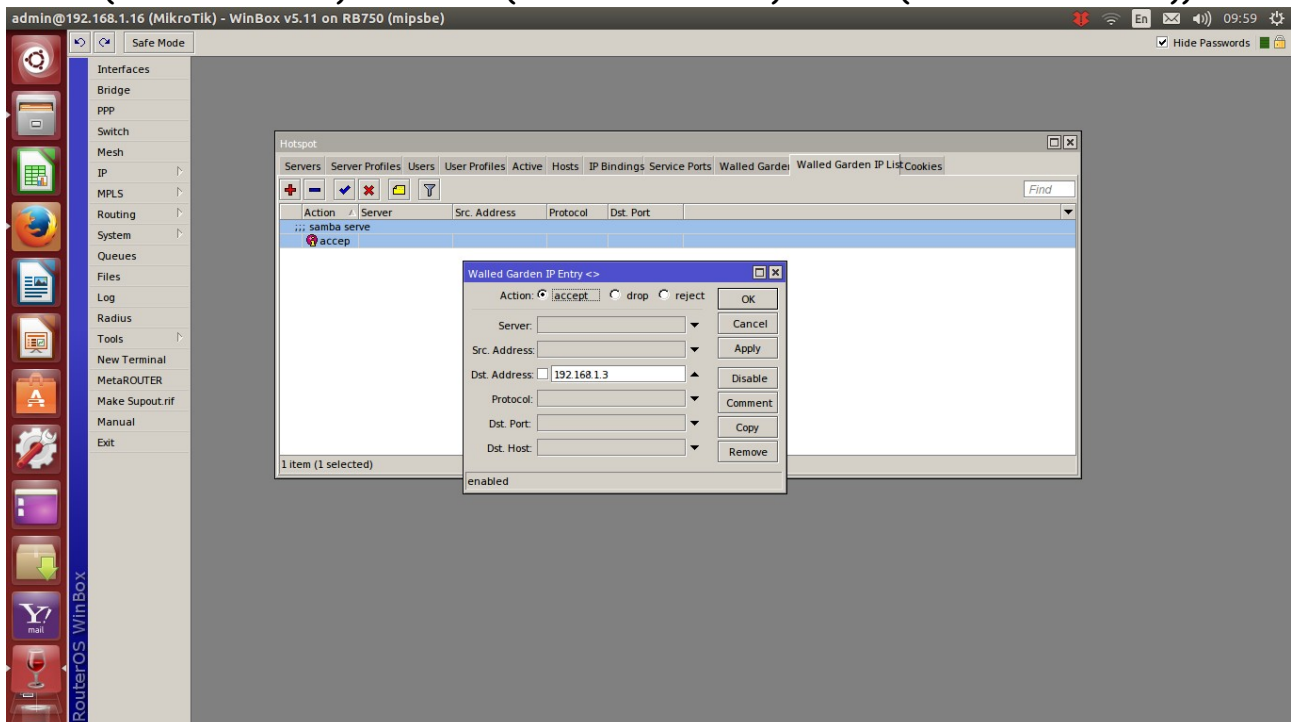 admin@192.168.1.16 (MikroTik) - WinBox v5.11 on RB750 (mipsbe)
En
09:59
Safe Mode
Hide Passwords
Interfaces
Bridge
PPP
Switch
Mesh
IP
MPLS
Routing
System
Queues
Files
Log
Radius
Tools
New Terminal
MetaROUTER
Make Supout.rif
Manual
Exit
RouterOS WinBox
Y!
mail
Hotspot
Servers Server Profiles Users User Profiles Active Hosts IP Bindings Service Ports Walled Garde Walled Garden IP List Cookies
Find
Action Server Src. Address Protocol Dst. Port
;;; samba serve
accep
1 item (1 selected)
Walled Garden IP Entry <>
Action: accept drop reject
Server:
Src. Address:
Dst. Address: 192.168.1.3
Protocol:
Dst. Port:
Dst. Host:
OK
Cancel
Apply
Disable
Comment
Copy
Remove
enabled